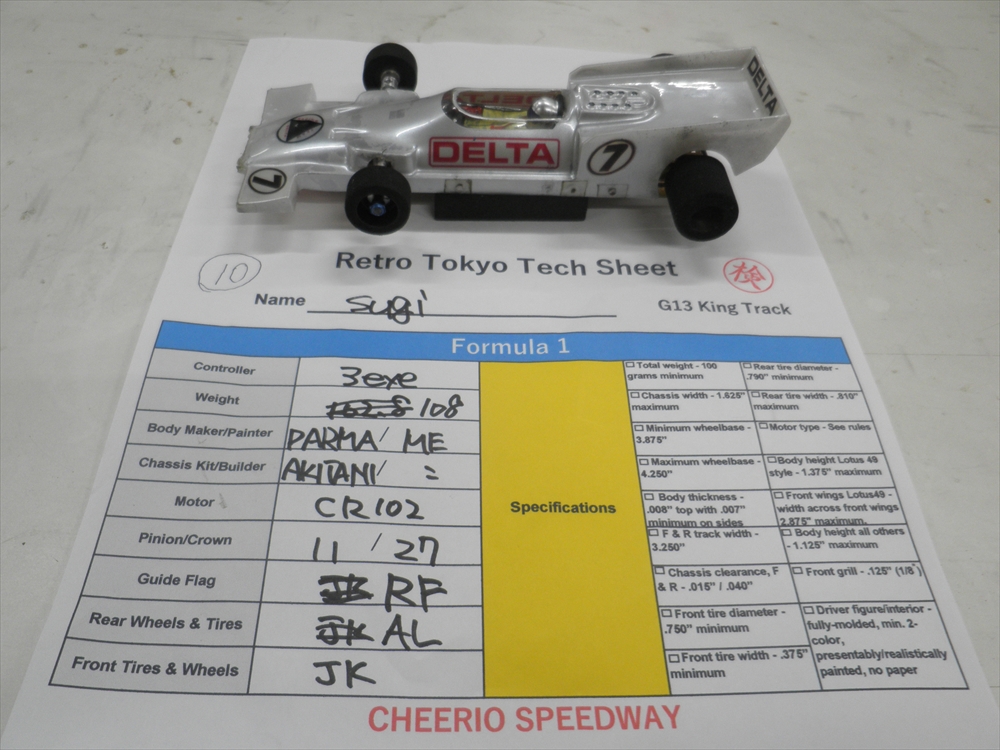 DELTA
7
DELTA
7
Retro Tokyo Tech Sheet
10
検
Name sugi
G13 King Track
Formula 1
Controller 3eye
Weight 108
Body Maker/Painter PARMA/ ME
Chassis Kit/Builder AKITANI/ =
Motor CR102
Pinion/Crown 11 / 27
Guide Flag JK RF
Rear Wheels & Tires JK AL
Front Tires & Wheels JK
Specifications
Total weight - 100
grams minimum
Rear tire diameter -
.790" minimum
Chassis width - 1.625"
maximum
Rear tire width - .810"
maximum
Minimum wheelbase -
3.875"
Motor type - See rules
Maximum wheelbase -
4.250"
Body height Lotus 49
style - 1.375" maximum
Body thickness -
.008" top with .007"
minimum on sides
Front wings Lotus49 -
width across front wings
2.875" maximum.
F & R track width -
3.250"
Body height all others
- 1.125" maximum
Chassis clearance, F
& R - .015" / .040"
Front grill - .125" (1/8")
Front tire diameter -
.750" minimum
Driver figure/interior -
fully-molded, min. 2-
color,
presentably/realistically
painted, no paper
Front tire width - .375"
minimum
CHEERIO SPEEDWAY